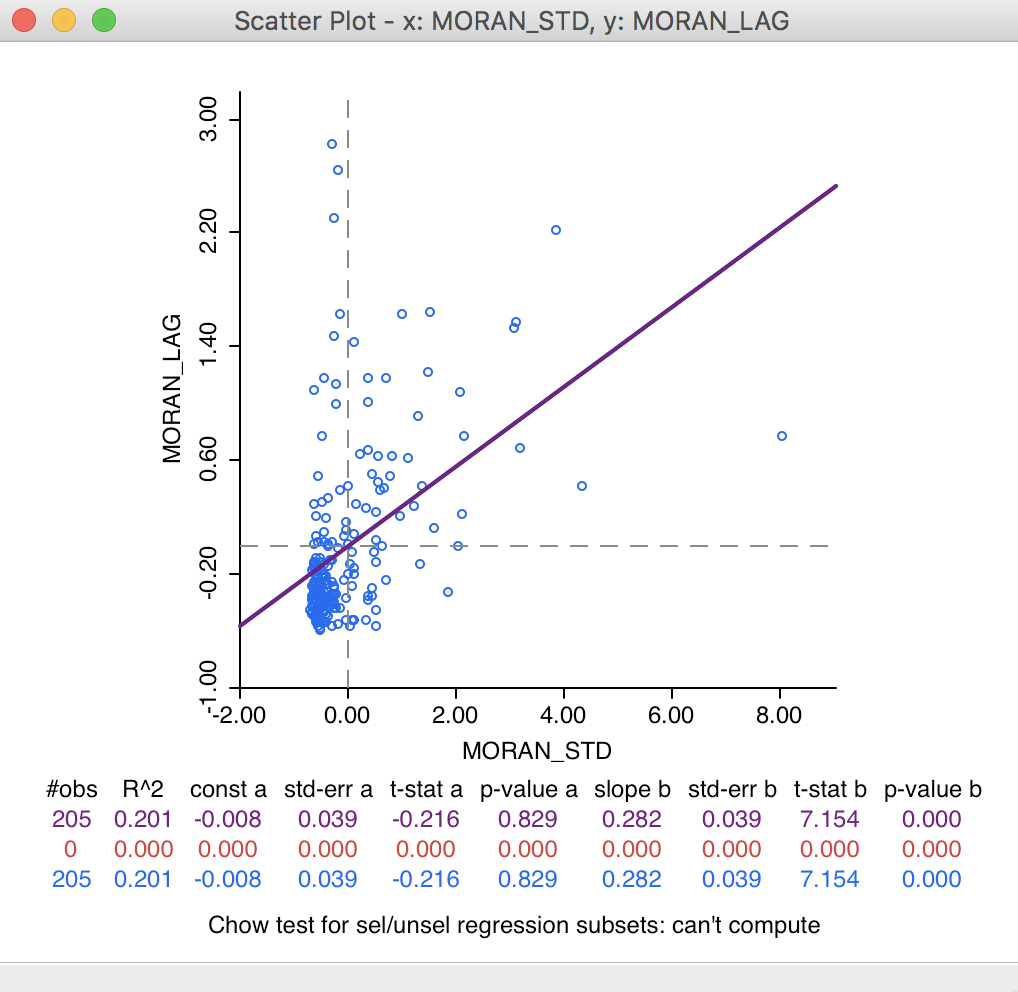 Scatter Plot - x: MORAN_STD, y: MORAN_LAG
3.00
2.20
1.40
0.60
-0.20
-1.00
MORAN_LAG
-2.00 0.00 2.00 4.00 6.00 8.00
MORAN_STD
#obs R^2 const a std-err a t-stat a p-value a slope b std-err b t-stat b p-value b
205 0.201 -0.008 0.039 -0.216 0.829 0.282 0.039 7.154 0.000
0 0.000 0.000 0.000 0.000 0.000 0.000 0.000 0.000 0.000
205 0.201 -0.008 0.039 -0.216 0.829 0.282 0.039 7.154 0.000
Chow test for sel/unsel regression subsets: can't compute